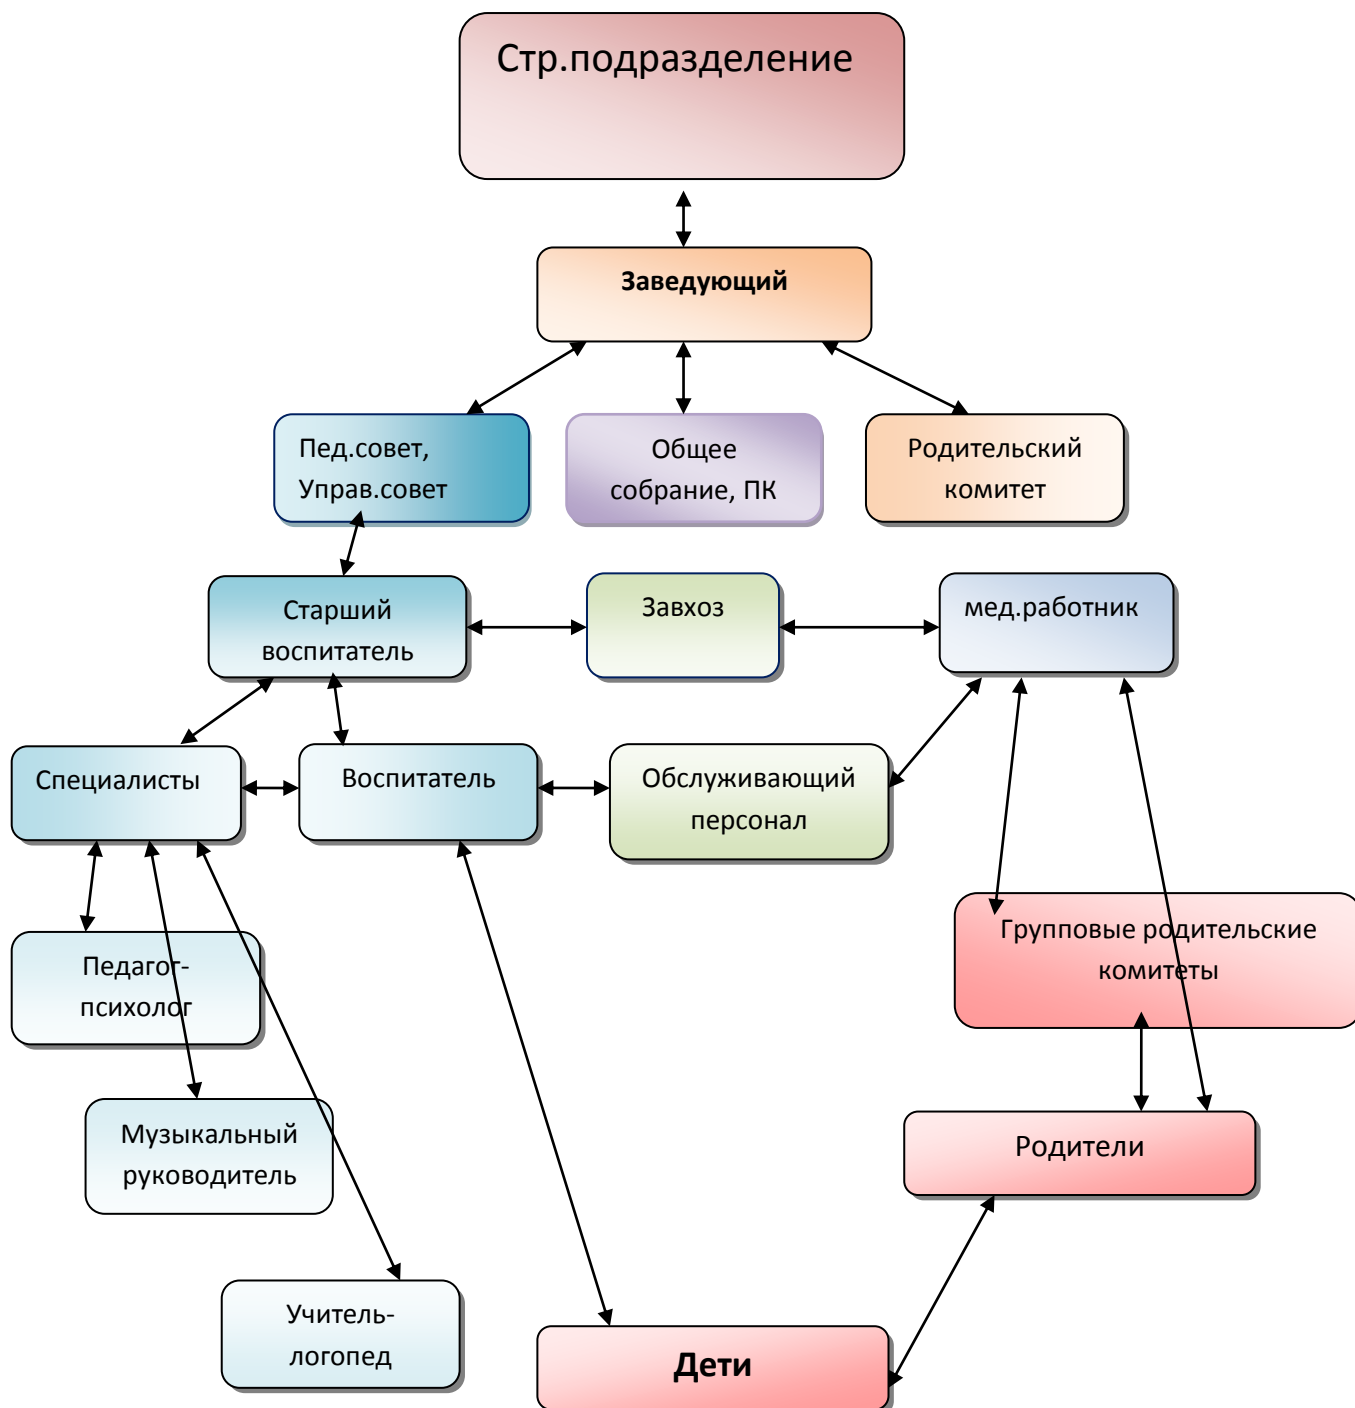 Стр.подразделение
Заведующий
Пед.совет,
Управ.совет
Общее
собрание, ПК
Родительский
комитет
Старший
воспитатель
Завхоз
мед.работник
Специалисты
Воспитатель
Обслуживающий
персонал
Групповые родительские
комитеты
Педагог-
психолог
Музыкальный
руководитель
Родители
Учитель-
логопед
Дети